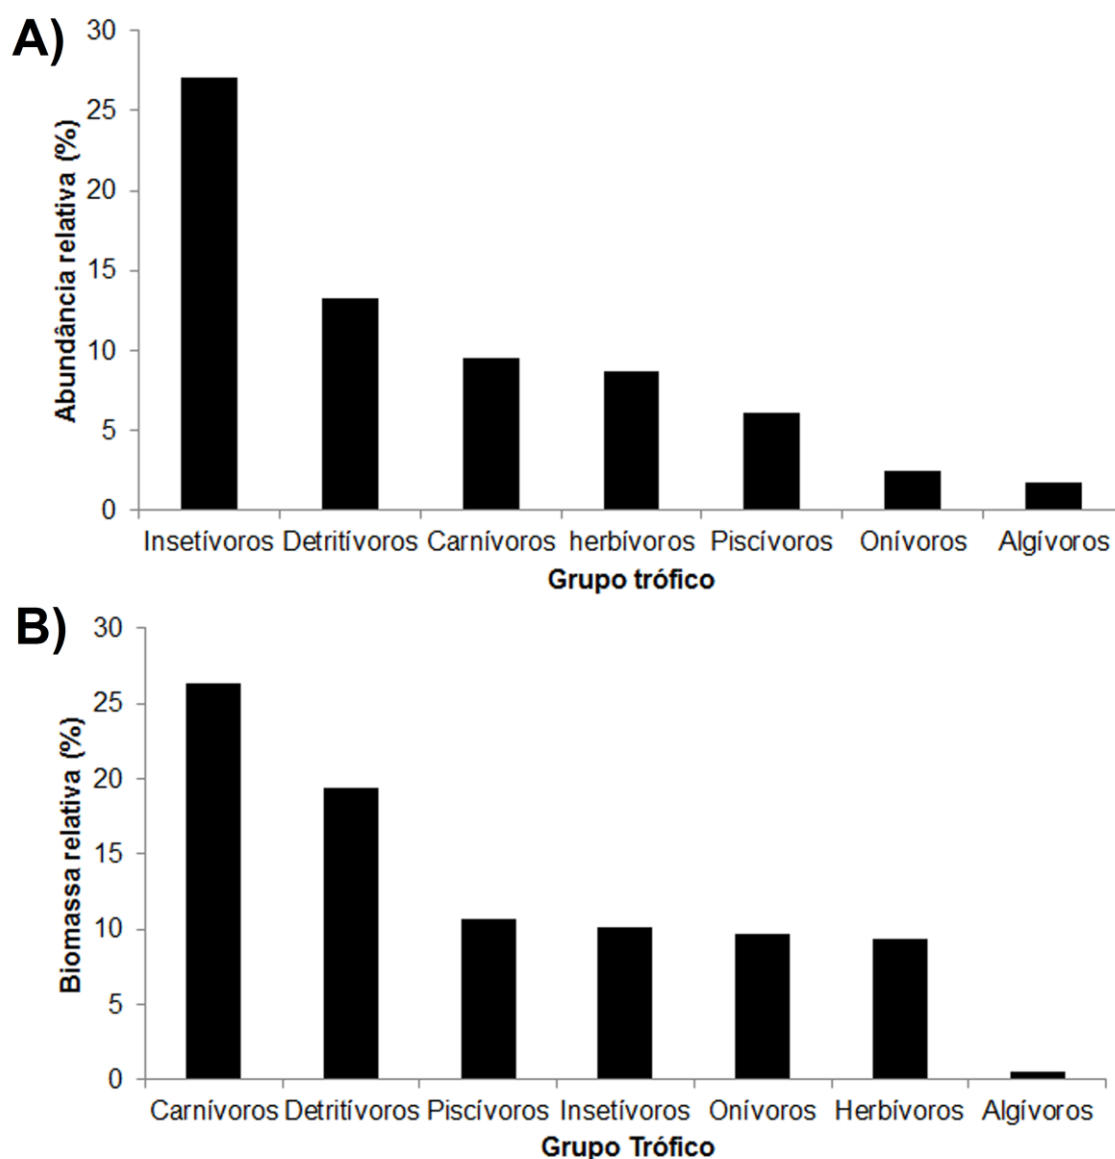 A)
Abundância relativa (%)
30
25
20
15
10
5
0
Insetívoros Detritívoros Carnívoros herbívoros Piscívoros Onívoros Algívoros
Grupo trófico
B)
Biomassa relativa (%)
30
25
20
15
10
5
0
Carnívoros Detritívoros Piscívoros Insetívoros Onívoros Herbívoros Algívoros
Grupo Trófico